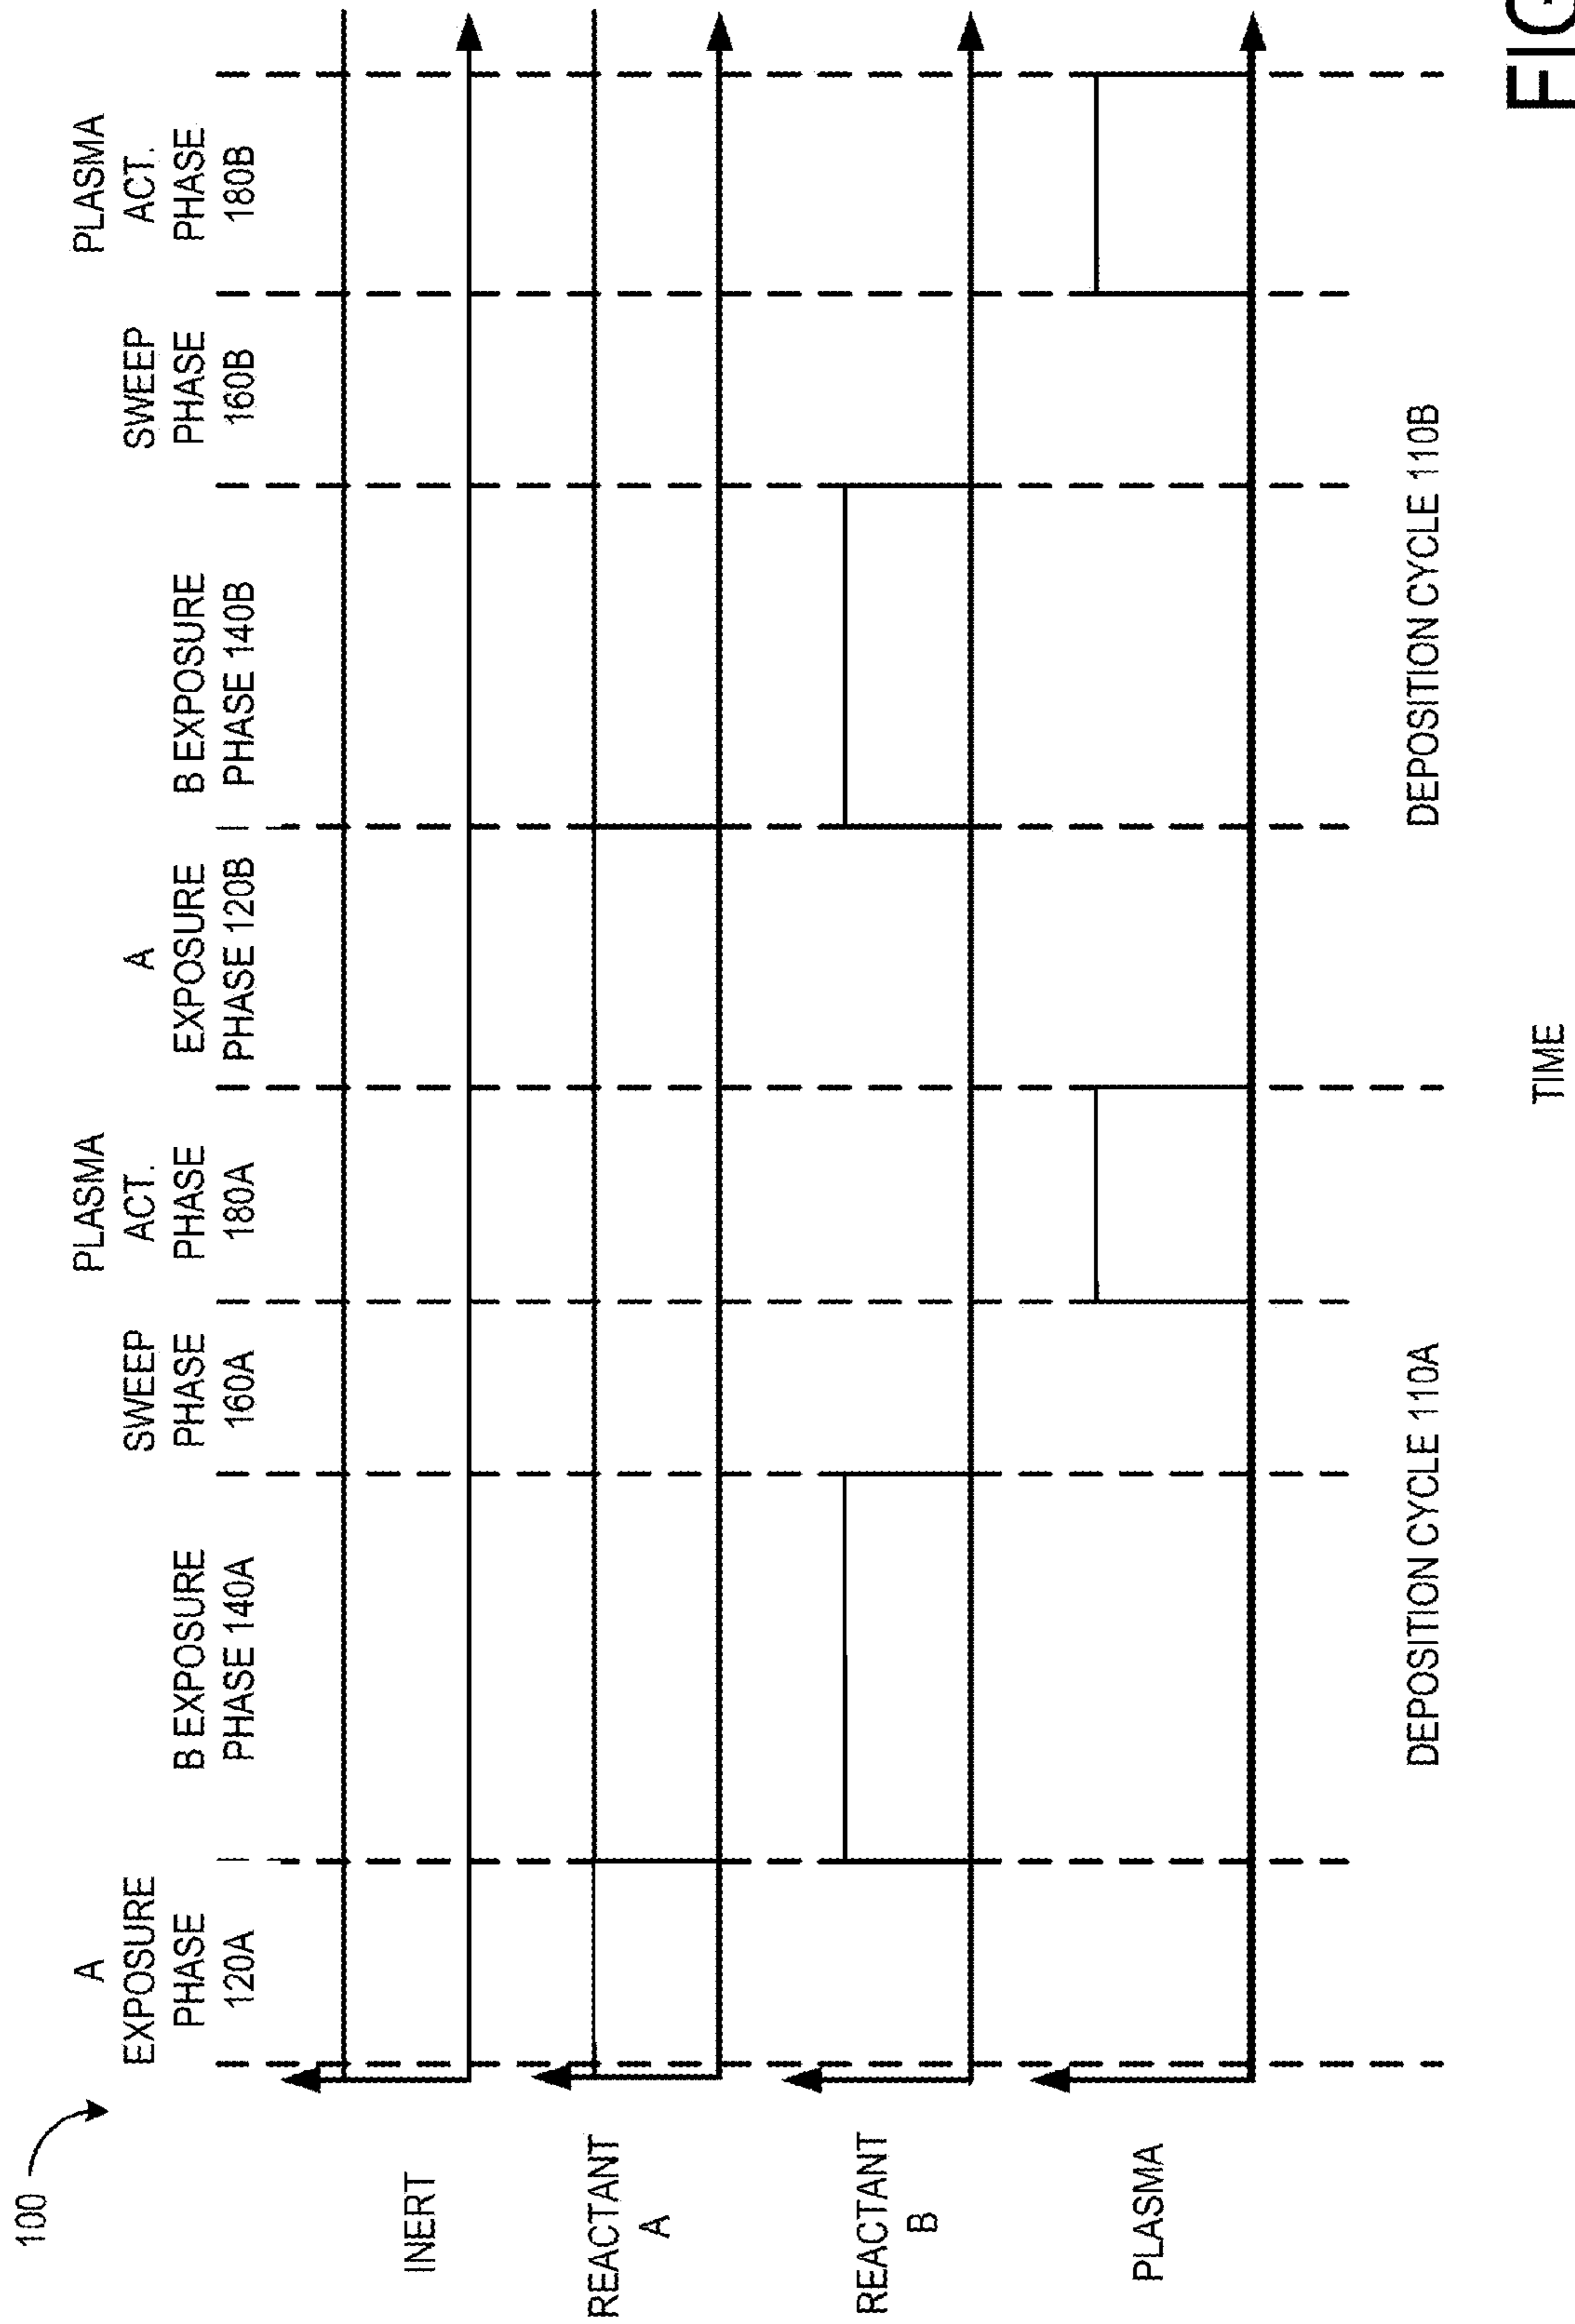 100
A
EXPOSURE
PHASE
120A
B EXPOSURE
PHASE 140A
SWEEP
PHASE
160A
PLASMA
ACT.
PHASE
180A
A
EXPOSURE
PHASE 120B
B EXPOSURE
PHASE 140B
SWEEP
PHASE
160B
PLASMA
ACT.
PHASE
180B
INERT
REACTANT
A
REACTANT
B
PLASMA
DEPOSITION CYCLE 110A
DEPOSITION CYCLE 110B
TIME